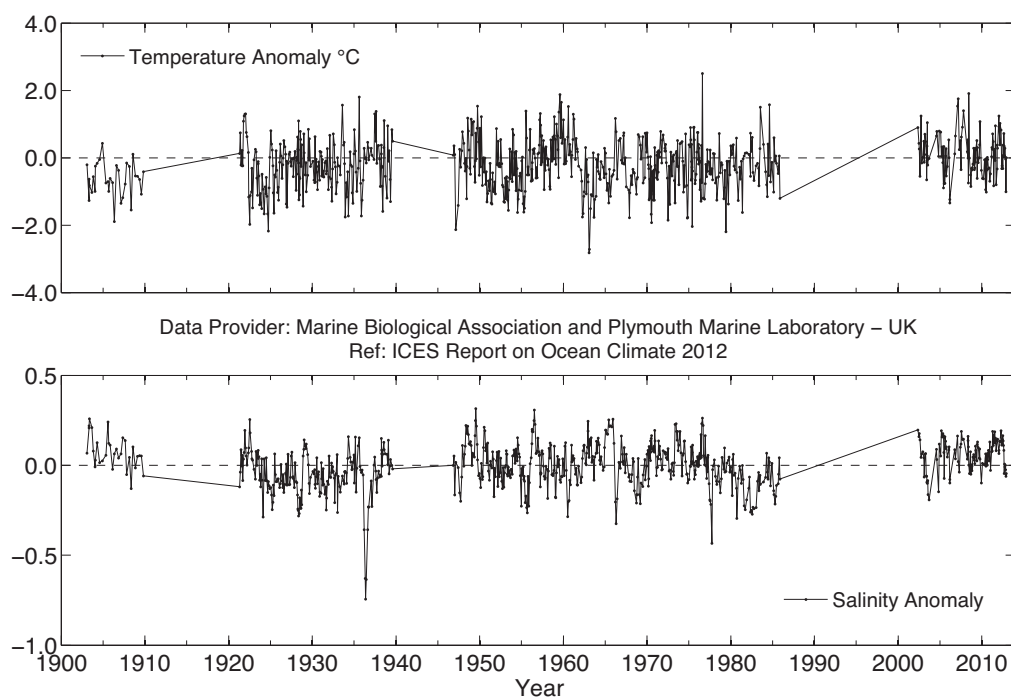 4.0
Temperature Anomaly °C
2.0
0.0
−2.0
−4.0
Data Provider: Marine Biological Association and Plymouth Marine Laboratory − UK
Ref: ICES Report on Ocean Climate 2012
0.5
0.0
−0.5
Salinity Anomaly
−1.0
1900 1910 1920 1930 1940 1950 1960 1970 1980 1990 2000 2010
Year